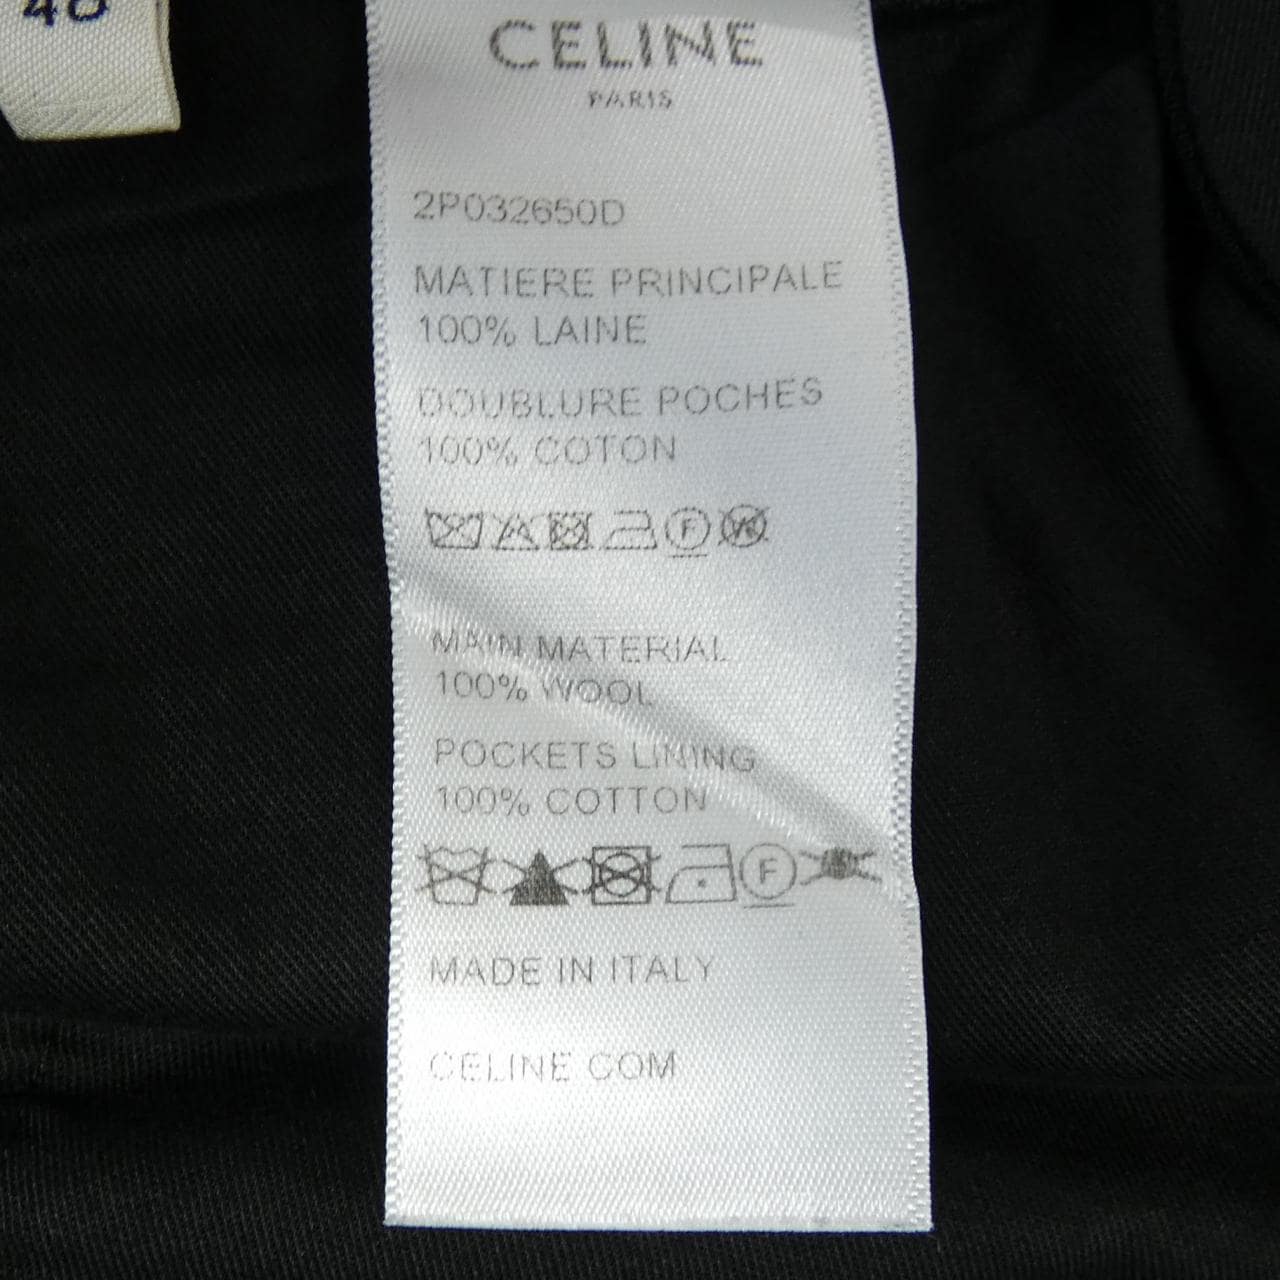 CELINE
PARIS
2P032650D
MATIERE PRINCIPALE
100% LAINE
DOUBLURE POCHES
100% COTON
F
MAIN MATERIAL
100% WOOL
POCKETS LINING
100% COTTON
F
MADE IN ITALY
CELINE.COM